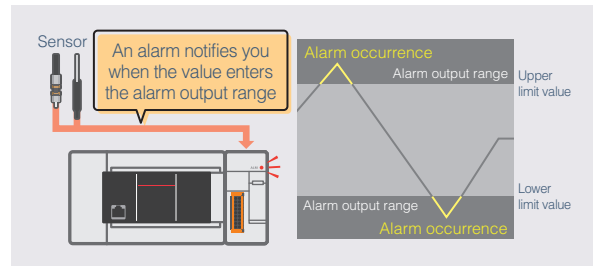 Sensor
An alarm notifies you
when the value enters
the alarm output range
Alarm occurrence
Alarm output range
Upper
limit value
Lower
limit value
Alarm output range
Alarm occurrence